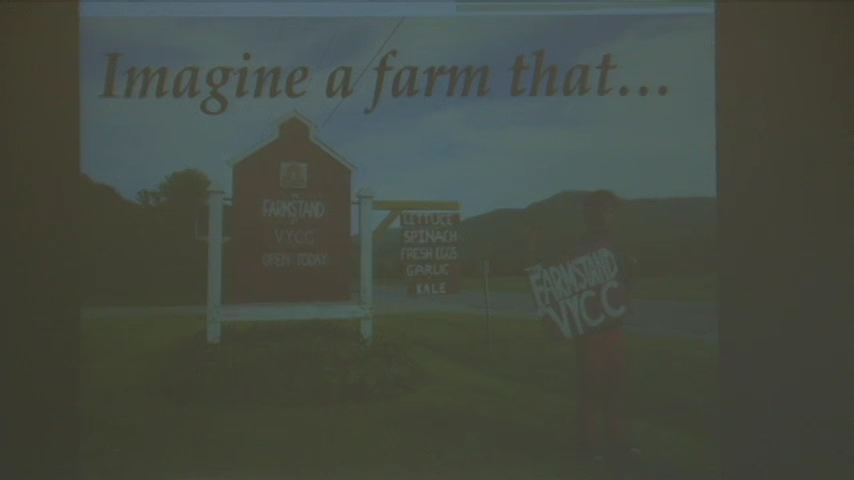 Imagine a farm that...
FARMSTAND
VYCC
OPEN TODAY
LETTUCE
SPINACH
FRESH EGGS
GARLIC
KALE
FARMSTAND
VYCC